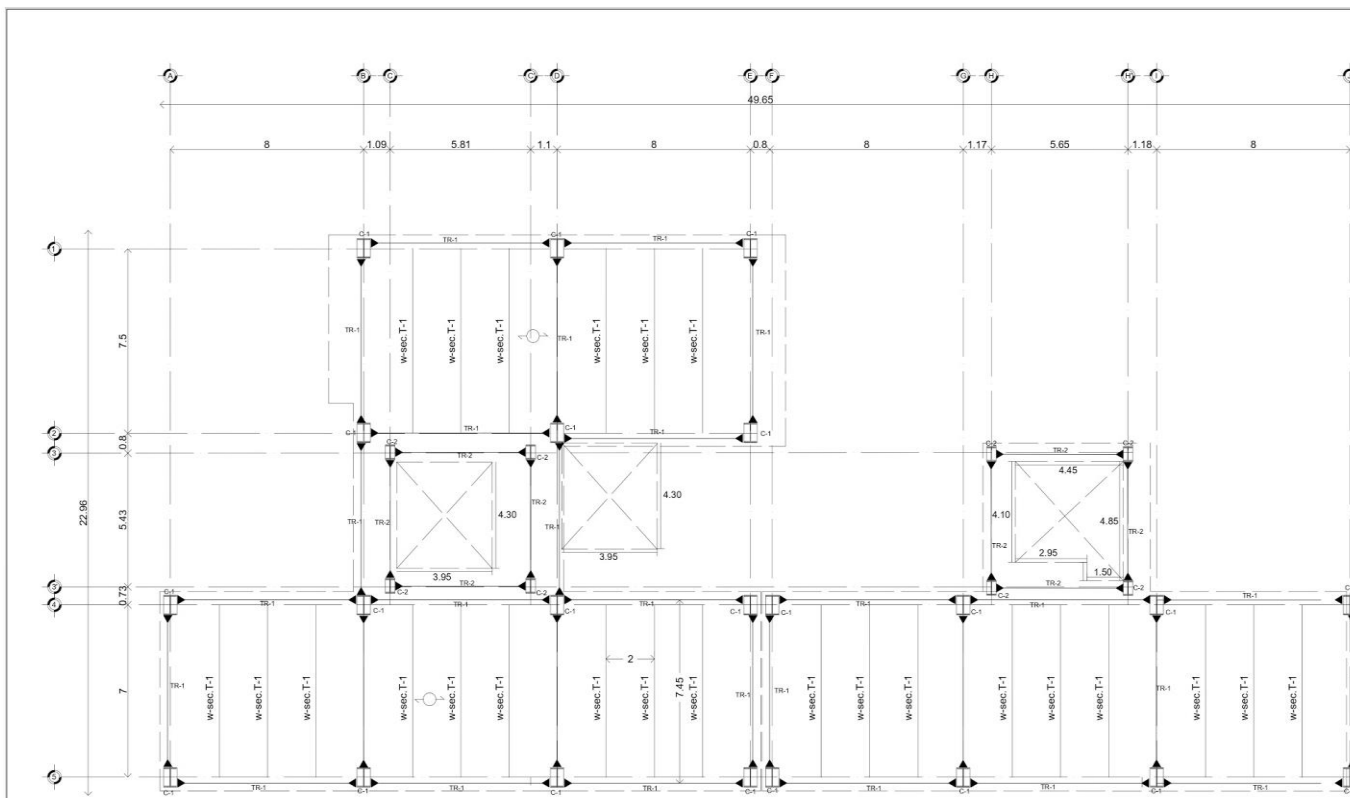 A B C C D E F G H H I
49.65
8 1.09 5.81 1.1 8 0.8 8 1.17 5.65 1.18 8
C-1 C-1 C-1
1 TR-1 TR-1
7.5 TR-1 w-sec.T-1 w-sec.T-1 w-sec.T-1 TR-1 w-sec.T-1 w-sec.T-1 w-sec.T-1 TR-1
2 C-1 C-1 C-1
TR-1 TR-1
0.8 C-2 C-2 C-2
3 TR-2 C-2 TR-2
4.45
22.96 5.43 4.30 TR-2 4.30 4.10 4.85
TR-1 TR-2 TR-1 TR-2 TR-2
3.95 3.95 2.95
1.50
3' TR-2 C-2 TR-2
0.73 C-2 C-2 C-2
4 TR-1 TR-1 TR-1 TR-1 TR-1 TR-1
C-1 C-1 C-1 C-1 C-1
2
7 TR-1 w-sec.T-1 w-sec.T-1 w-sec.T-1 w-sec.T-1 w-sec.T-1 w-sec.T-1 w-sec.T-1 w-sec.T-1 7.45 w-sec.T-1 TR-1 TR-1 w-sec.T-1 w-sec.T-1 w-sec.T-1 w-sec.T-1 w-sec.T-1 w-sec.T-1 TR-1 w-sec.T-1 w-sec.T-1 w-sec.T-1
5
TR-1 TR-1 TR-1 TR-1 TR-1 TR-1
C-1 C-1 C-1 C-1 C-1 C-1 C-1